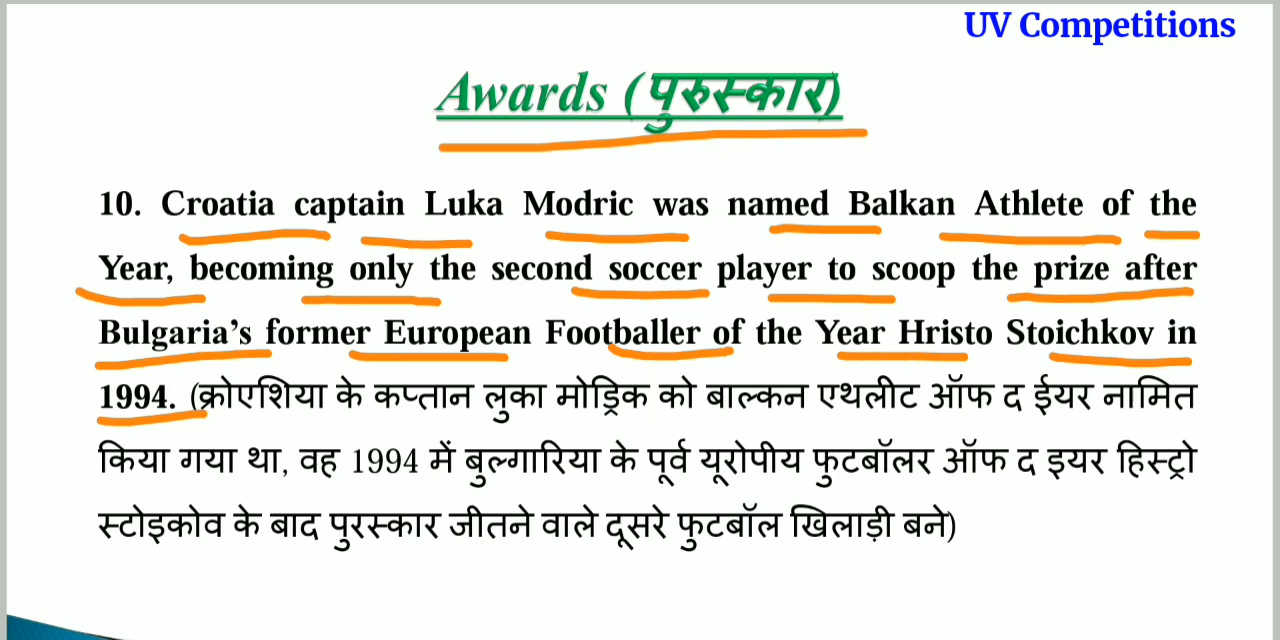 UV Competitions
Awards (पुरुस्कार)
10. Croatia captain Luka Modric was named Balkan Athlete of the
Year, becoming only the second soccer player to scoop the prize after
Bulgaria’s former European Footballer of the Year Hristo Stoichkov in
1994. (क्रोएशिया के कप्तान लुका मोड्रिक को बाल्कन एथलीट ऑफ द ईयर नामित
किया गया था, वह 1994 में बुल्गारिया के पूर्व यूरोपीय फुटबॉलर ऑफ द इयर हिस्ट्रो
स्टोइकोव के बाद पुरस्कार जीतने वाले दूसरे फुटबॉल खिलाड़ी बने)